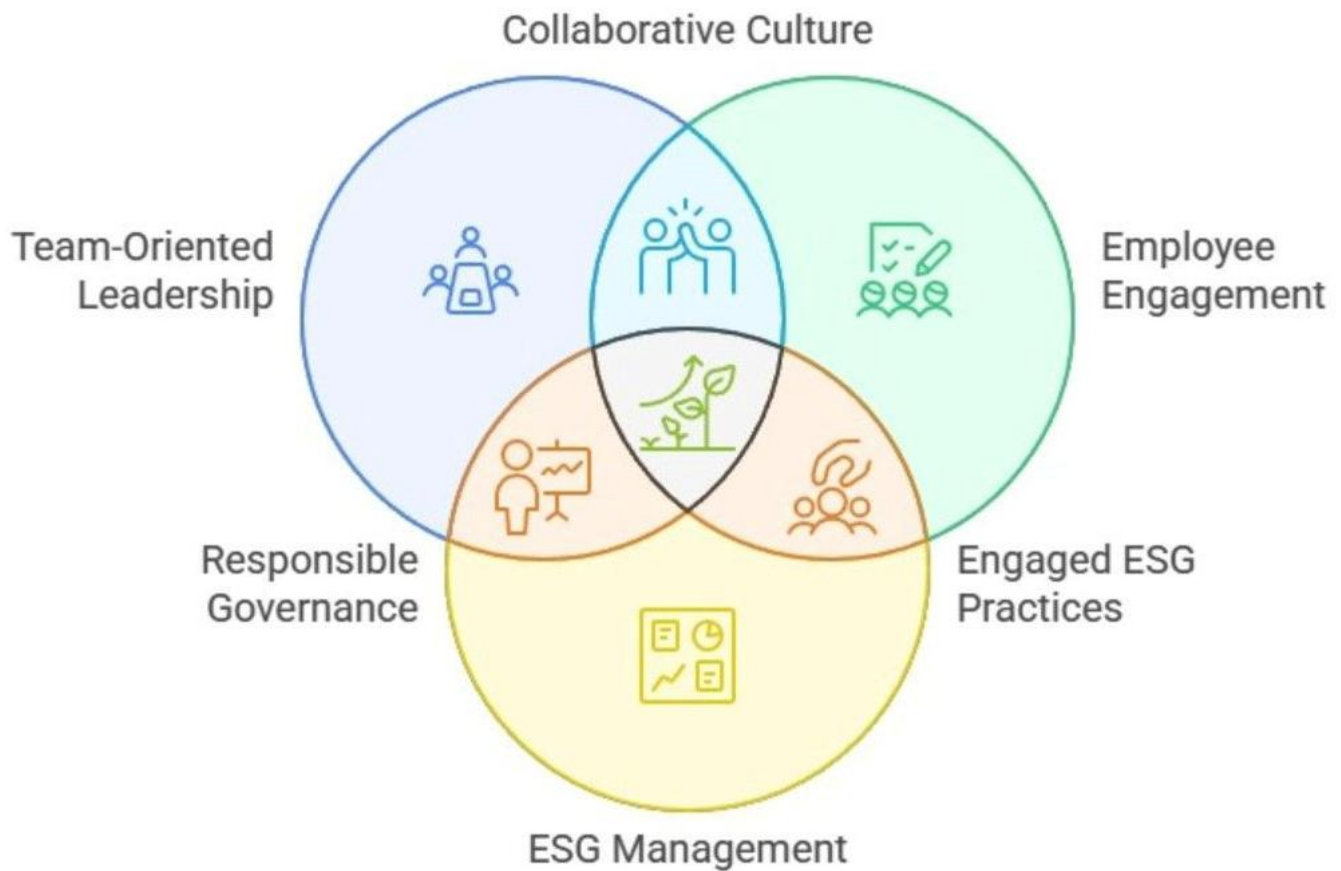 Collaborative Culture
Team-Oriented
Leadership
Employee
Engagement
Responsible
Governance
Engaged ESG
Practices
ESG Management